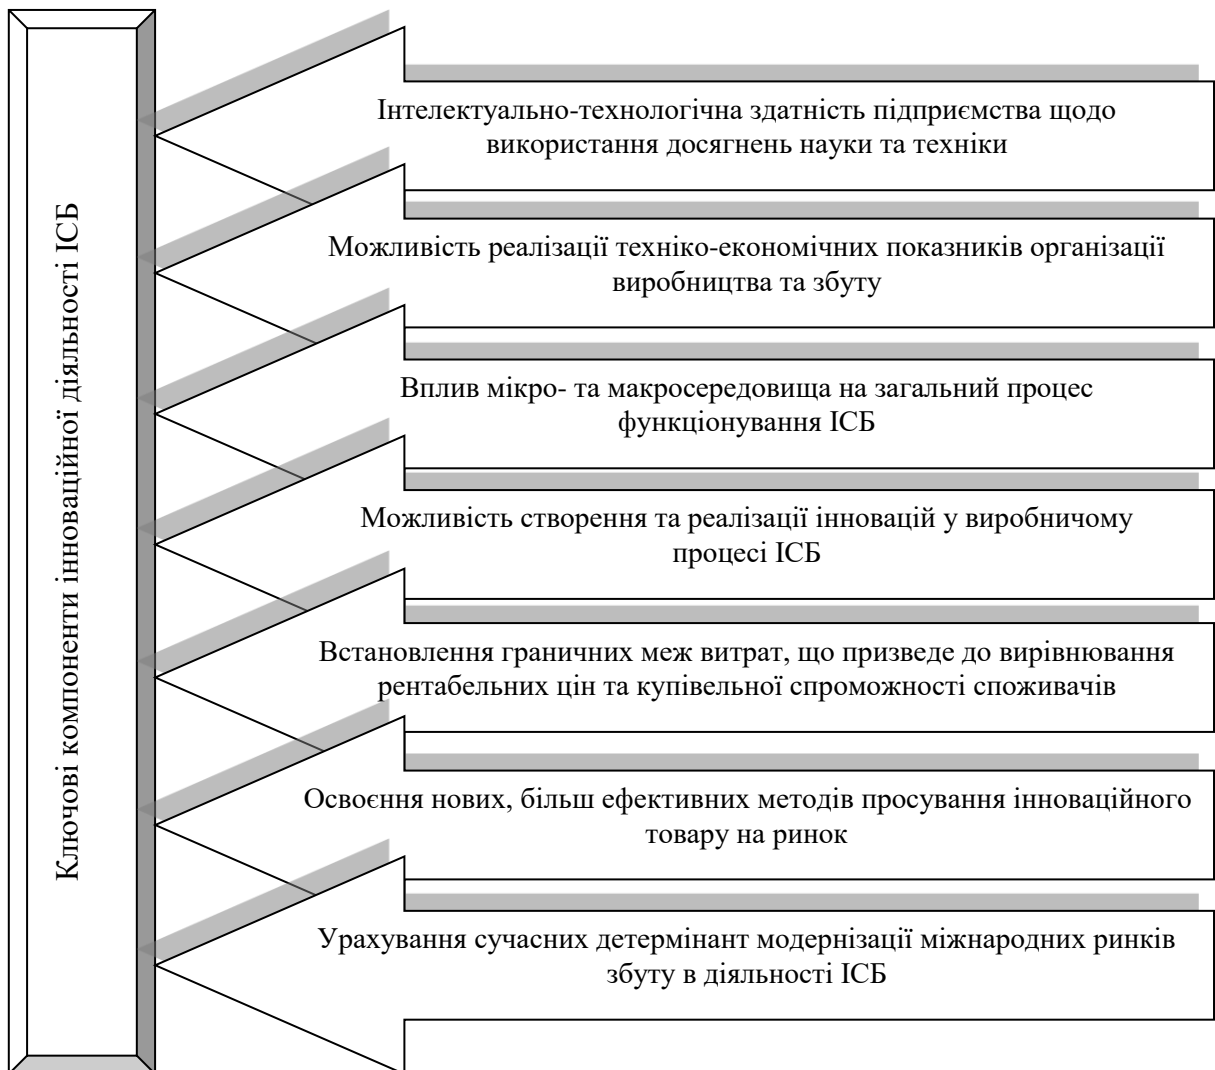 Ключові компоненти інноваційної діяльності ІСБ
Інтелектуально-технологічна здатність підприємства щодо
використання досягнень науки та техніки
Можливість реалізації техніко-економічних показників організації
виробництва та збуту
Вплив мікро- та макросередовища на загальний процес
функціонування ІСБ
Можливість створення та реалізації інновацій у виробничому
процесі ІСБ
Встановлення граничних меж витрат, що призведе до вирівнювання
рентабельних цін та купівельної спроможності споживачів
Освоєння нових, більш ефективних методів просування інноваційного
товару на ринок
Урахування сучасних детермінант модернізації міжнародних ринків
збуту в діяльності ІСБ